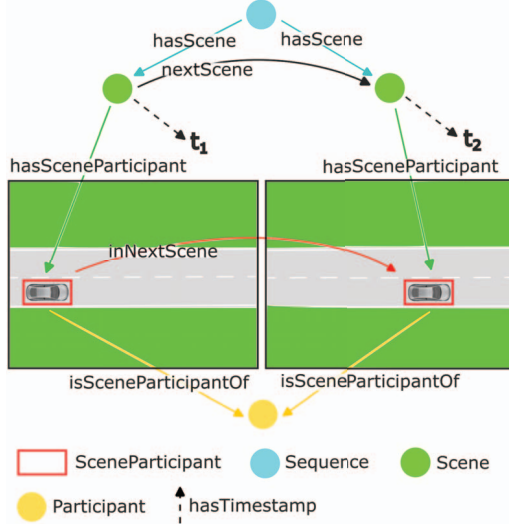 hasScene hasScene
nextScene
t1 t2
hasSceneParticipant hasSceneParticipant
inNextScene
isSceneParticipantOf isSceneParticipantOf
SceneParticipant Sequence Scene
Participant hasTimestamp